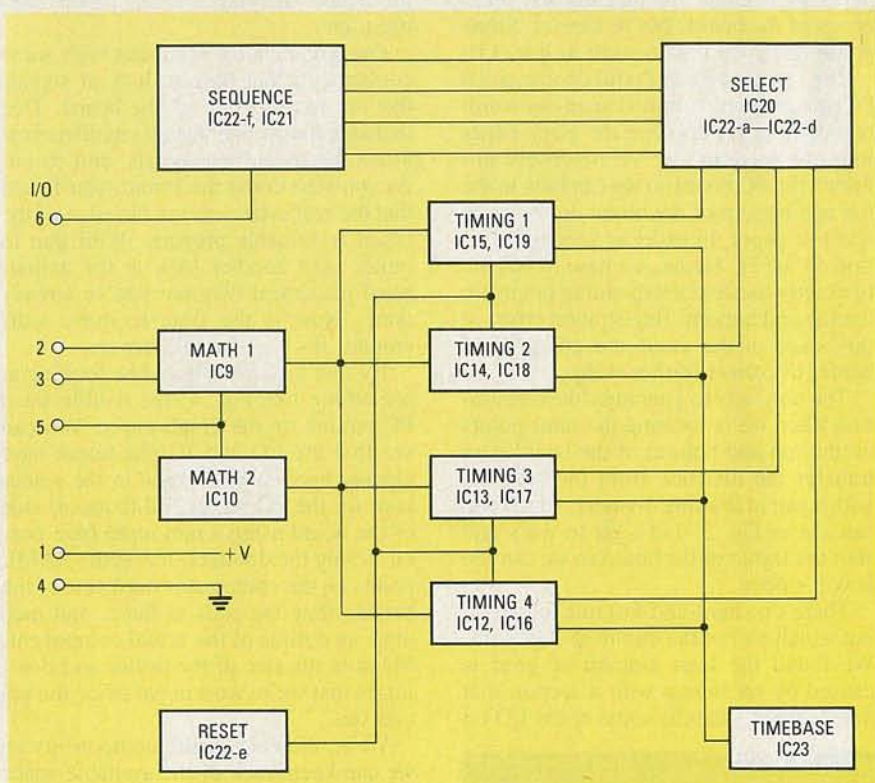 SEQUENCE
IC22-f, IC21
SELECT
IC20
IC22-a—IC22-d
I/O
6
TIMING 1
IC15, IC19
2
3
MATH 1
IC9
TIMING 2
IC14, IC18
5
MATH 2
IC10
TIMING 3
IC13, IC17
1
+V
4
TIMING 4
IC12, IC16
RESET
IC22-e
TIMEBASE
IC23